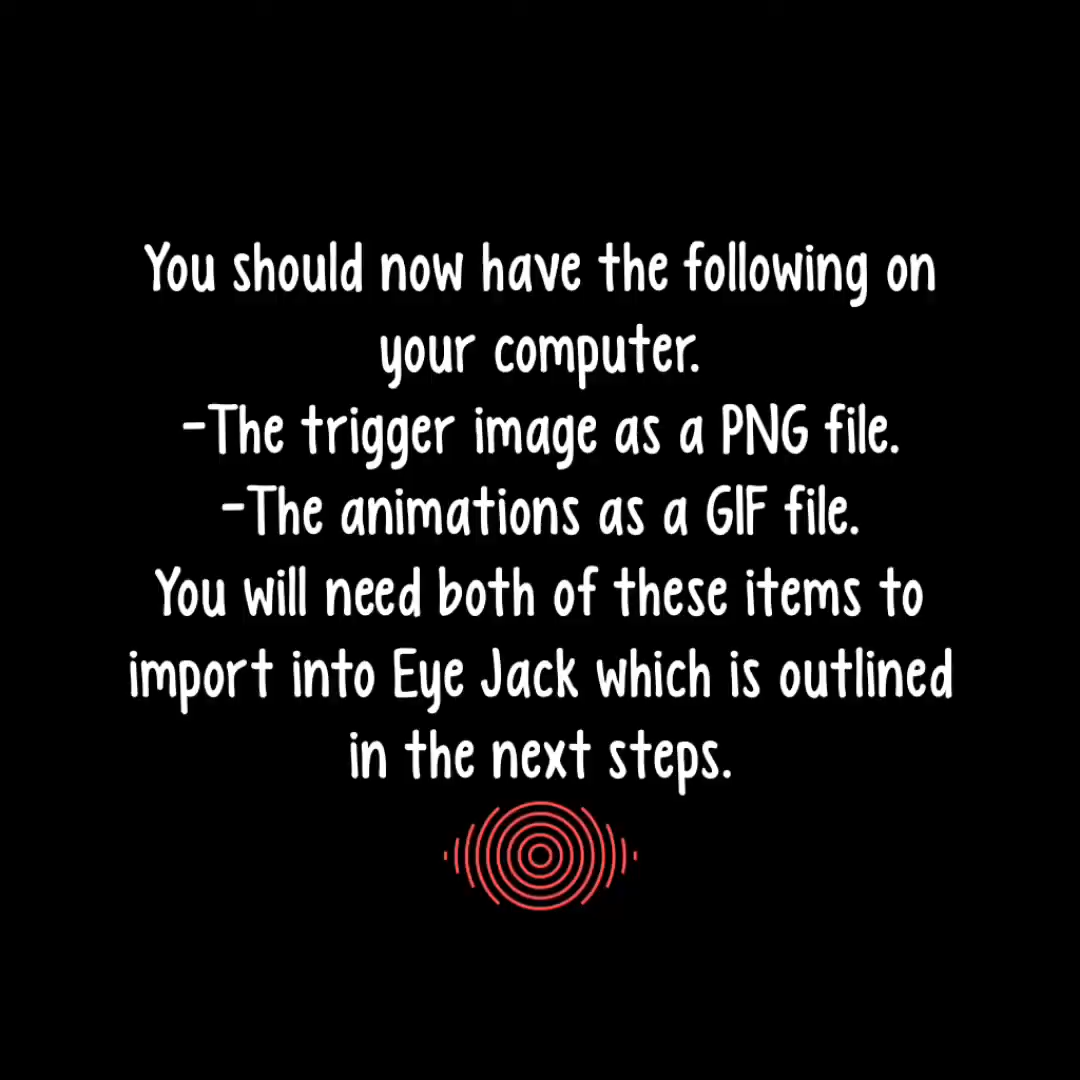 You should now have the following on
your computer.
-The trigger image as a PNG file.
-The animations as a GIF file.
You will need both of these items to
import into Eye Jack which is outlined
in the next steps.